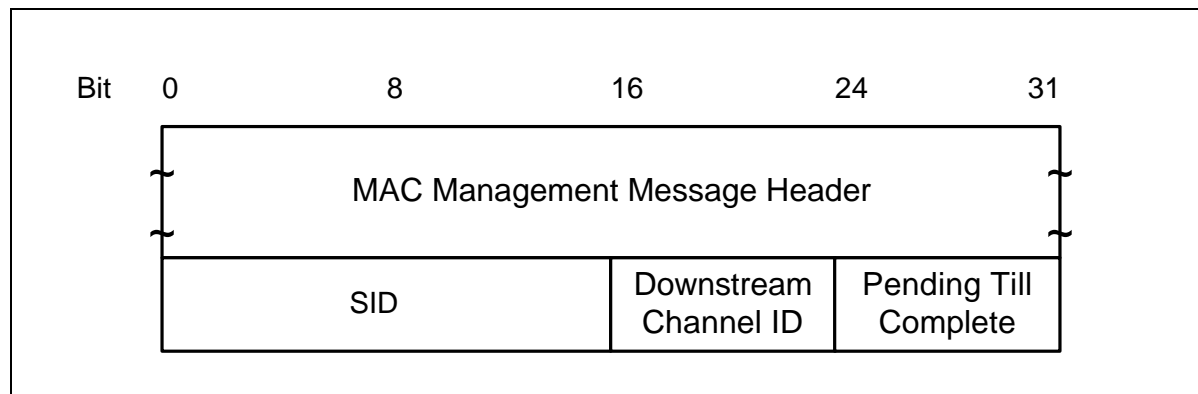 Bit 0 8 16 24 31
MAC Management Message Header
SID
Downstream
Channel ID
Pending Till
Complete